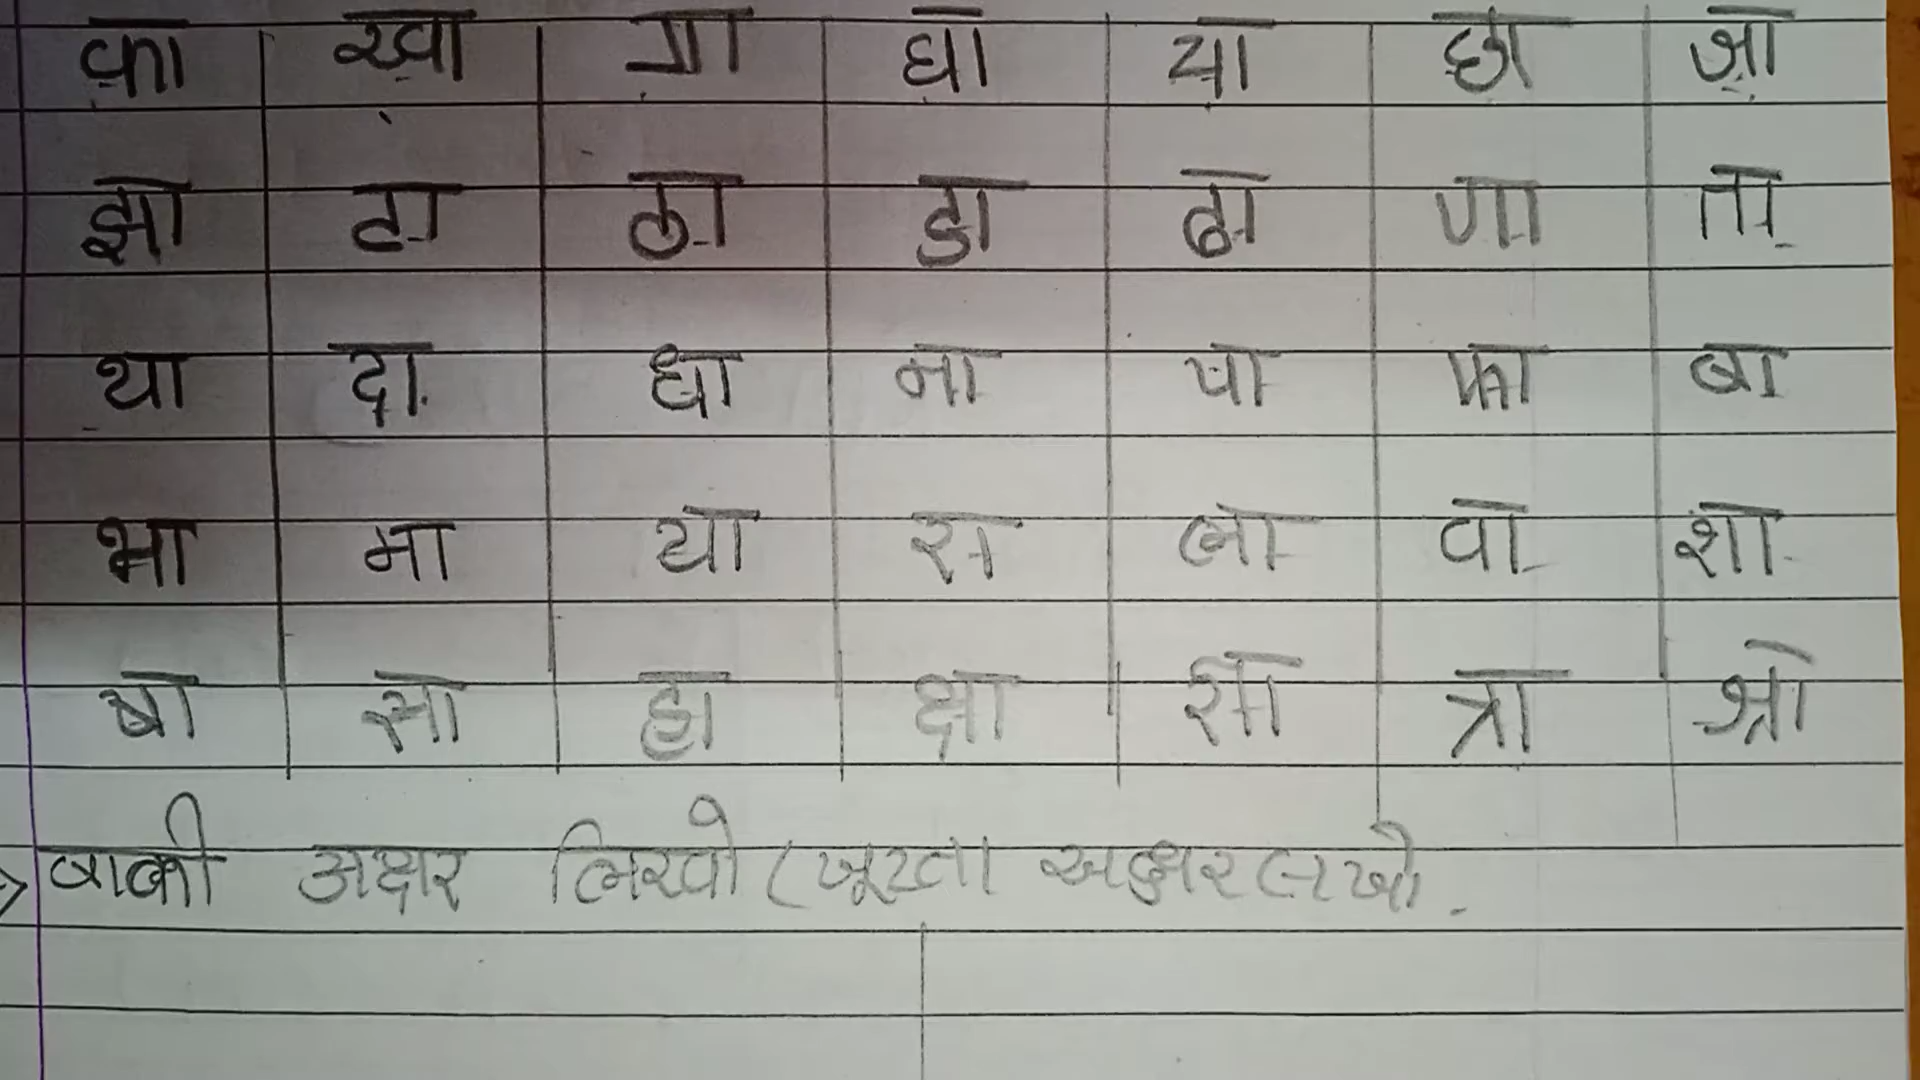 का खा गा घा चा छा जा
झा टा ठा डा ढा णा ता
था दा धा ना पा फा बा
भा मा या रा ला वा शा
षा सा हा क्षा त्रा श्रा
बाकी अक्षर लिखो (ખૂટતા અક્ષર લખો.